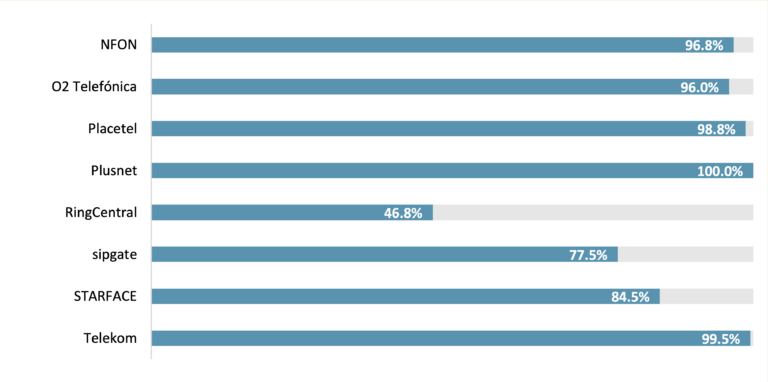 NFON 96.8%
O2 Telefónica 96.0%
Placetel 98.8%
Plusnet 100.0%
RingCentral 46.8%
sipgate 77.5%
STARFACE 84.5%
Telekom 99.5%